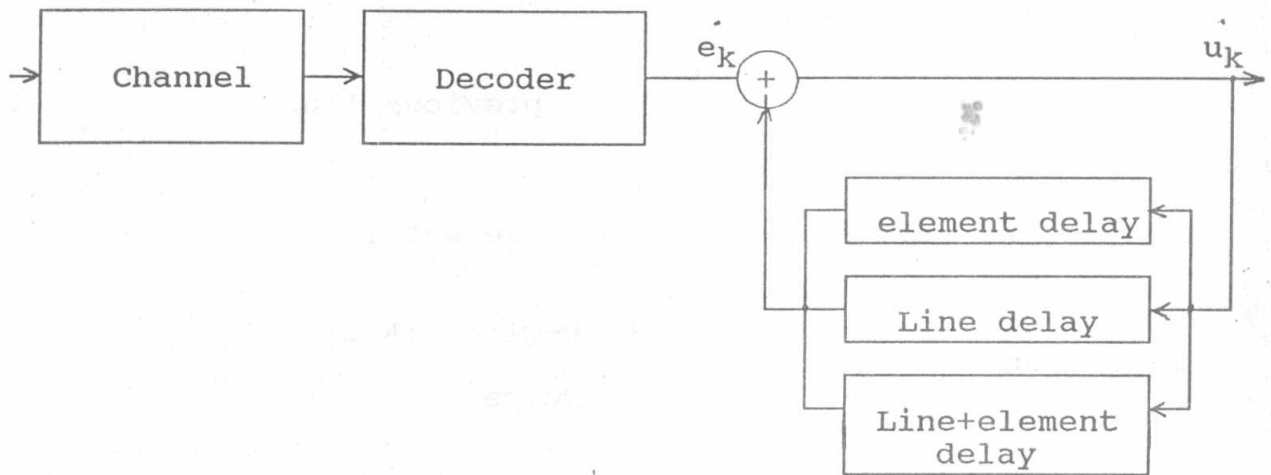 Channel
Decoder
e_k
+
u_k
element delay
Line delay
Line+element
delay